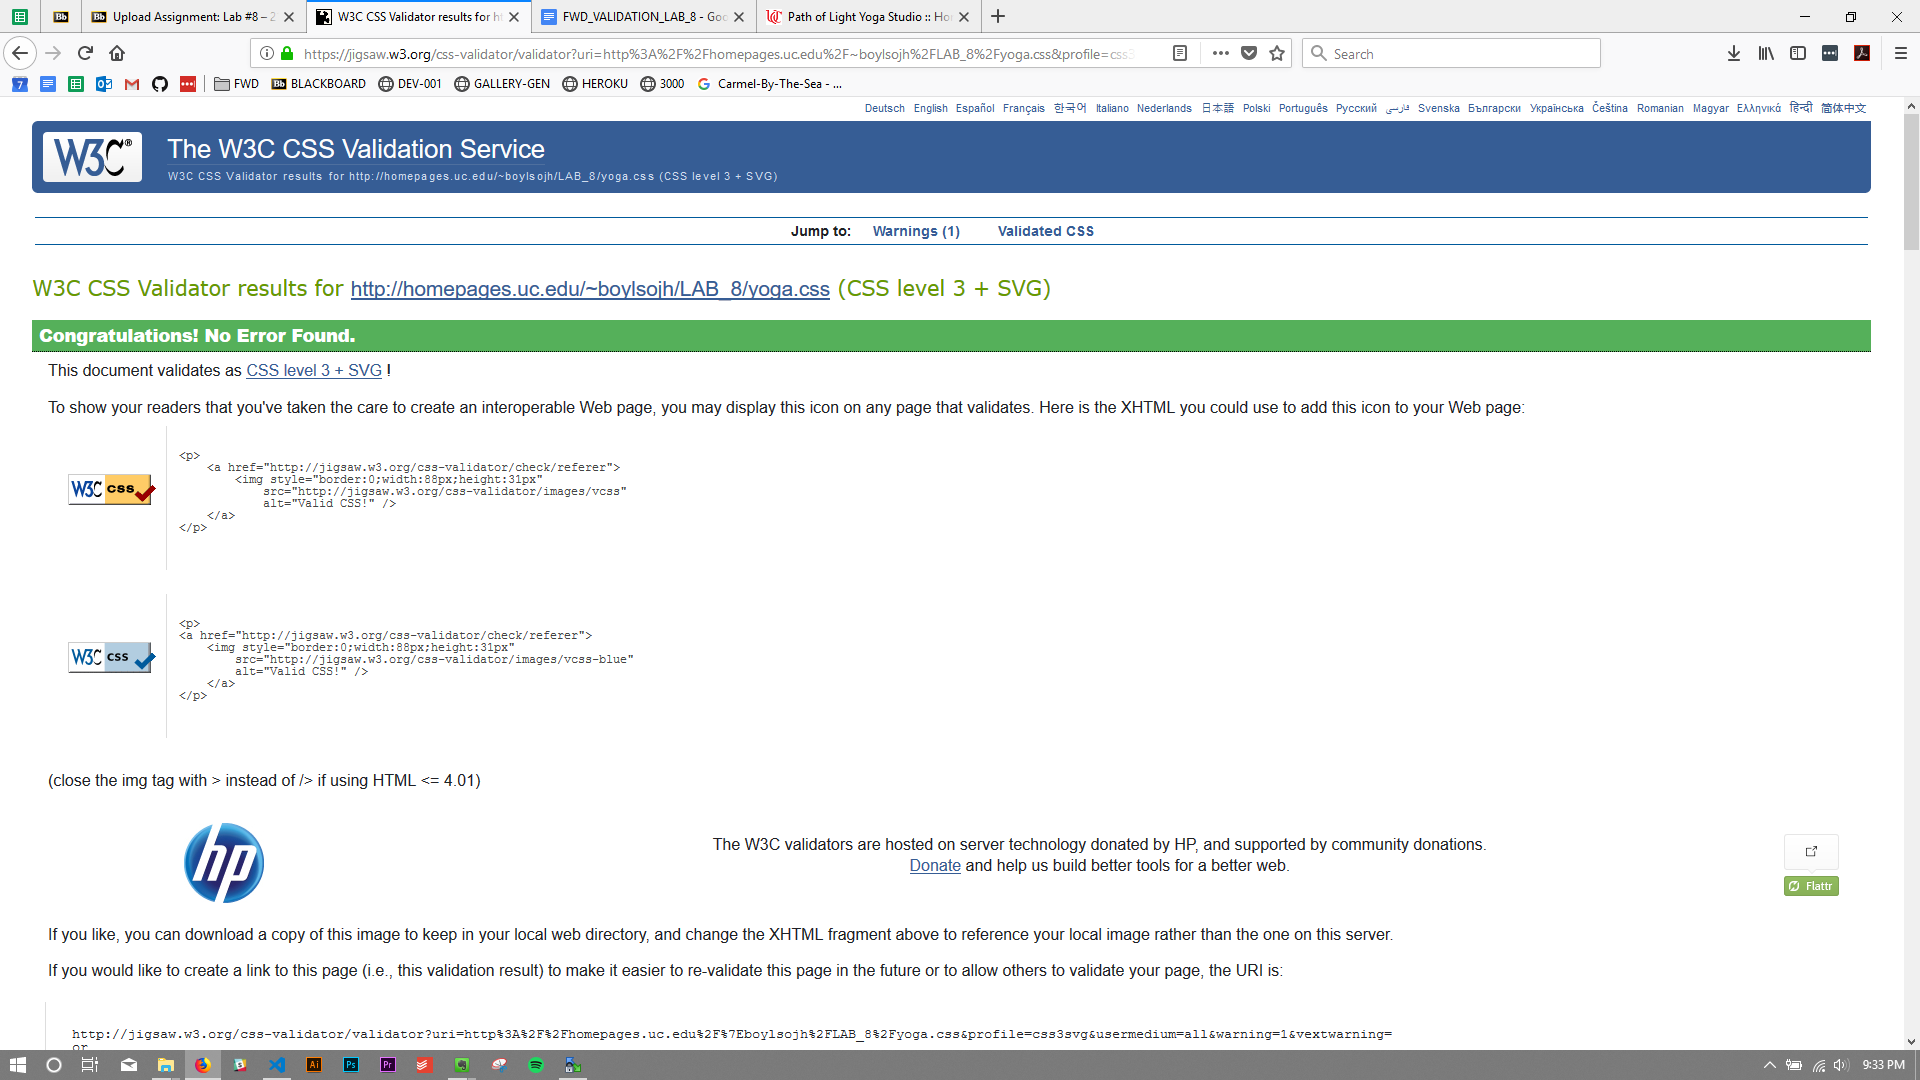 Bb
Bb Upload Assignment: Lab #8 – 2
W3C CSS Validator results for ht
FWD_VALIDATION_LAB_8 - Goo
Path of Light Yoga Studio :: Ho
https://jigsaw.w3.org/css-validator/validator?uri=http%3A%2F%2Fhomepages.uc.edu%2F~boylsojh%2FLAB_8%2Fyoga.css&profile=css3
Search
7
FWD
Bb BLACKBOARD
DEV-001
GALLERY-GEN
HEROKU
3000
Carmel-By-The-Sea - ...
Deutsch English Español Français 한국어 Italiano Nederlands 日本語 Polski Português Русский فارسی Svenska Български Українська Čeština Romanian Magyar Ελληνικά हिन्दी 简体中文
W3C®
The W3C CSS Validation Service
W3C CSS Validator results for http://homepages.uc.edu/~boylsojh/LAB_8/yoga.css (CSS level 3 + SVG)
Jump to: Warnings (1) Validated CSS
W3C CSS Validator results for http://homepages.uc.edu/~boylsojh/LAB_8/yoga.css (CSS level 3 + SVG)
Congratulations! No Error Found.
This document validates as CSS level 3 + SVG !
To show your readers that you've taken the care to create an interoperable Web page, you may display this icon on any page that validates. Here is the XHTML you could use to add this icon to your Web page:
W3C CSS
<p>
<a href="http://jigsaw.w3.org/css-validator/check/referer">
<img style="border:0;width:88px;height:31px"
src="http://jigsaw.w3.org/css-validator/images/vcss"
alt="Valid CSS!" />
</a>
</p>
W3C CSS
<p>
<a href="http://jigsaw.w3.org/css-validator/check/referer">
<img style="border:0;width:88px;height:31px"
src="http://jigsaw.w3.org/css-validator/images/vcss-blue"
alt="Valid CSS!" />
</a>
</p>
(close the img tag with > instead of /> if using HTML <= 4.01)
hp
The W3C validators are hosted on server technology donated by HP, and supported by community donations.
Donate and help us build better tools for a better web.
Flattr
If you like, you can download a copy of this image to keep in your local web directory, and change the XHTML fragment above to reference your local image rather than the one on this server.
If you would like to create a link to this page (i.e., this validation result) to make it easier to re-validate this page in the future or to allow others to validate your page, the URI is:
http://jigsaw.w3.org/css-validator/validator?uri=http%3A%2F%2Fhomepages.uc.edu%2F%7Eboylsojh%2FLAB_8%2Fyoga.css&profile=css3svg&usermedium=all&warning=1&vextwarning=
or
Ai
Ps
Pr
9:33 PM